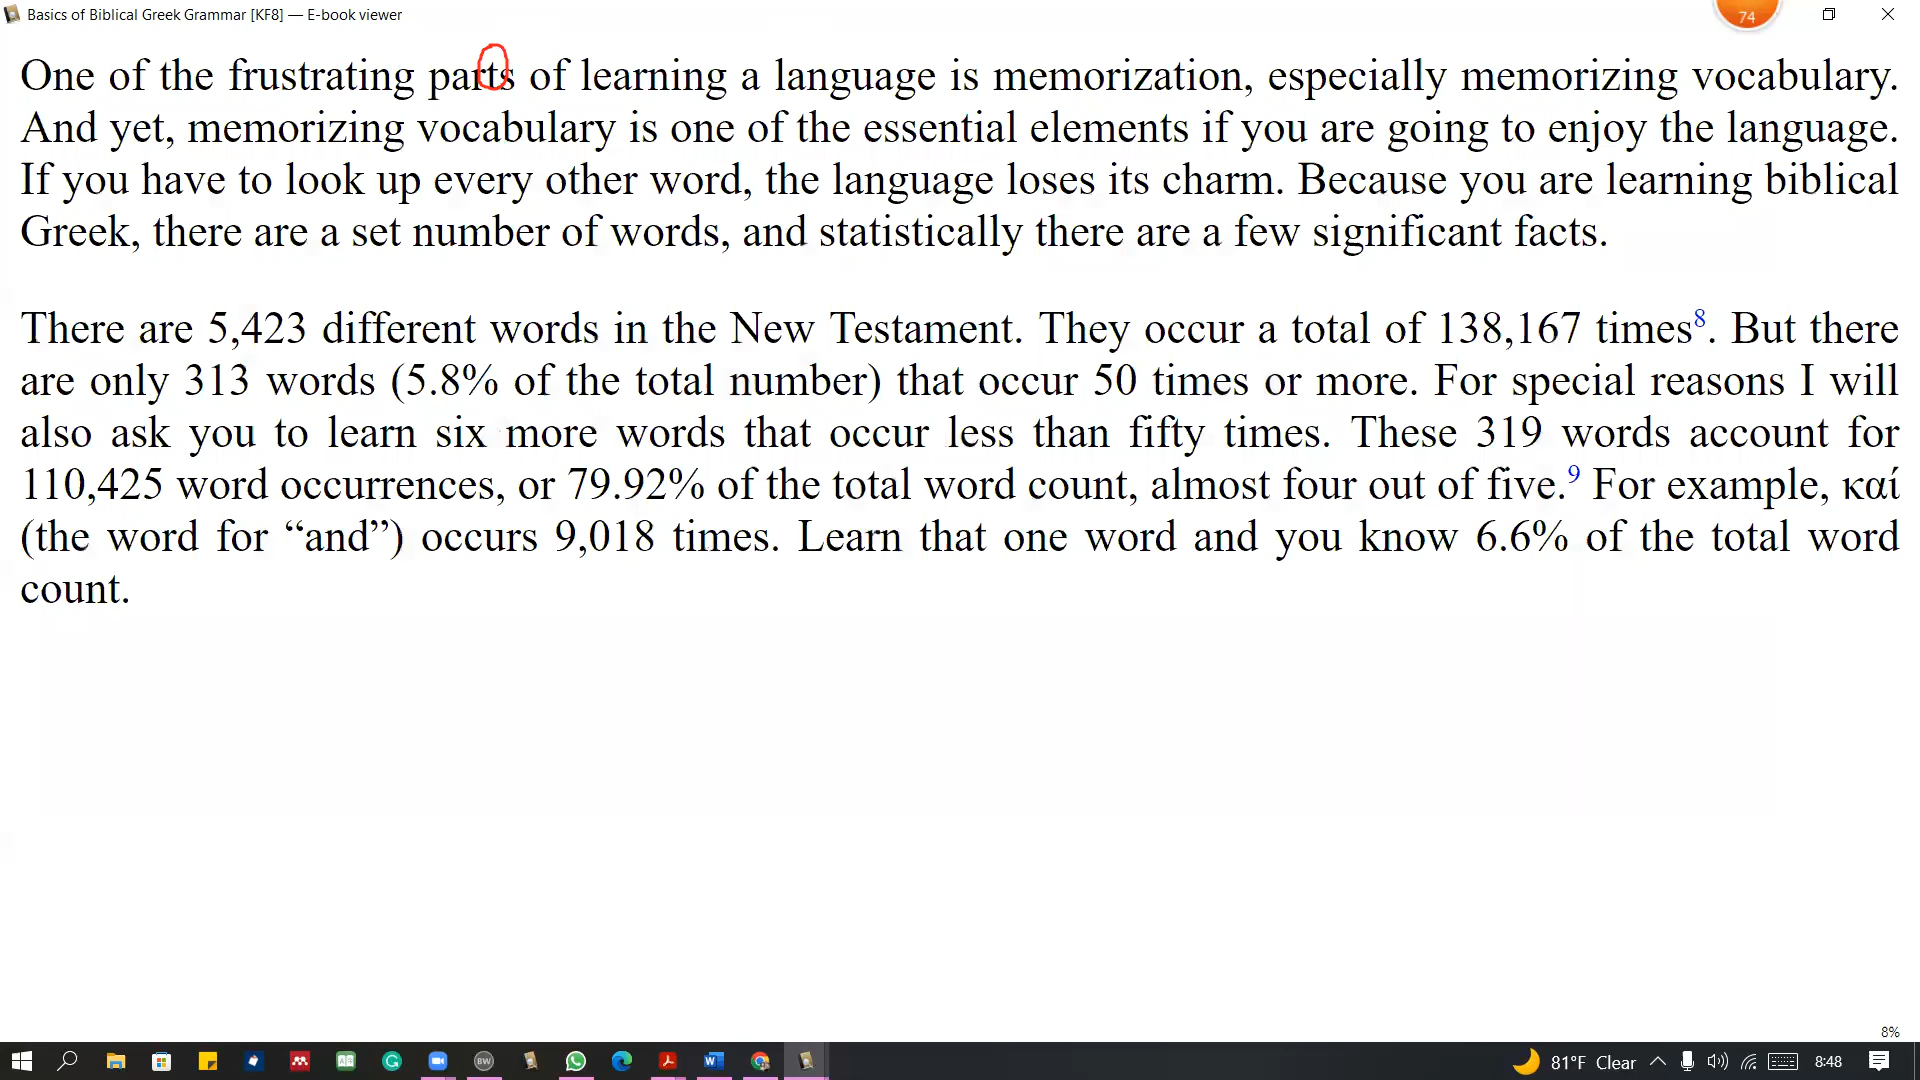 Basics of Biblical Greek Grammar [KF8] — E-book viewer
74
One of the frustrating parts of learning a language is memorization, especially memorizing vocabulary.
And yet, memorizing vocabulary is one of the essential elements if you are going to enjoy the language.
If you have to look up every other word, the language loses its charm. Because you are learning biblical
Greek, there are a set number of words, and statistically there are a few significant facts.
There are 5,423 different words in the New Testament. They occur a total of 138,167 times8. But there
are only 313 words (5.8% of the total number) that occur 50 times or more. For special reasons I will
also ask you to learn six more words that occur less than fifty times. These 319 words account for
110,425 word occurrences, or 79.92% of the total word count, almost four out of five.9 For example, καί
(the word for “and”) occurs 9,018 times. Learn that one word and you know 6.6% of the total word
count.
8%
BW
81°F Clear
8:48